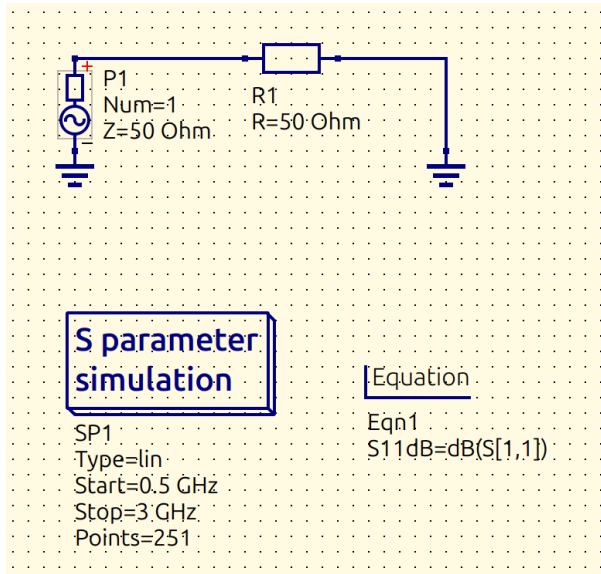 +
P1
Num=1
Z=50 Ohm
−
R1
R=50 Ohm
S parameter
simulation
SP1
Type=lin
Start=0.5 GHz
Stop=3 GHz
Points=251
Equation
Eqn1
S11dB=dB(S[1,1])